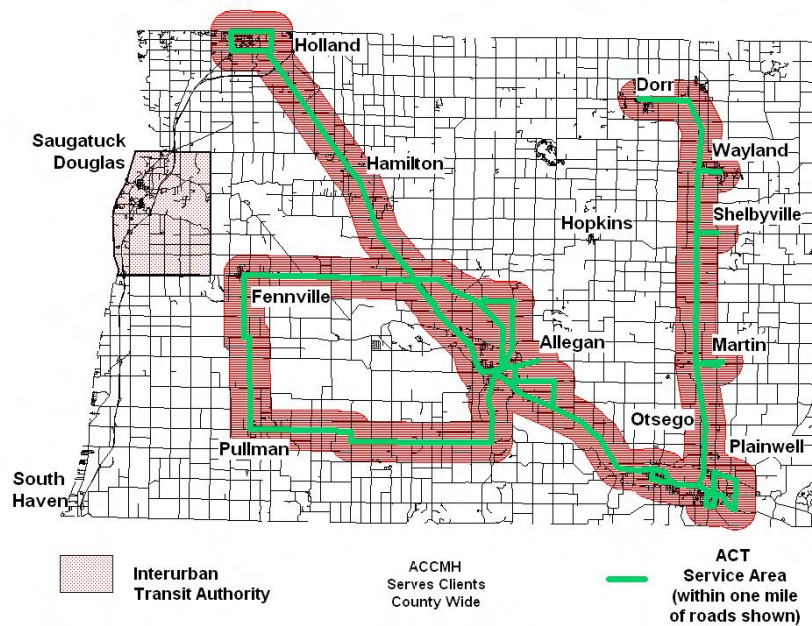 Holland
Dorr
Saugatuck
Douglas
Wayland
Hamilton
Shelbyville
Hopkins
Fennville
Allegan
Martin
Otsego
Pullman
Plainwell
South
Haven
Interurban
Transit Authority
ACCMH
Serves Clients
County Wide
ACT
Service Area
(within one mile
of roads shown)